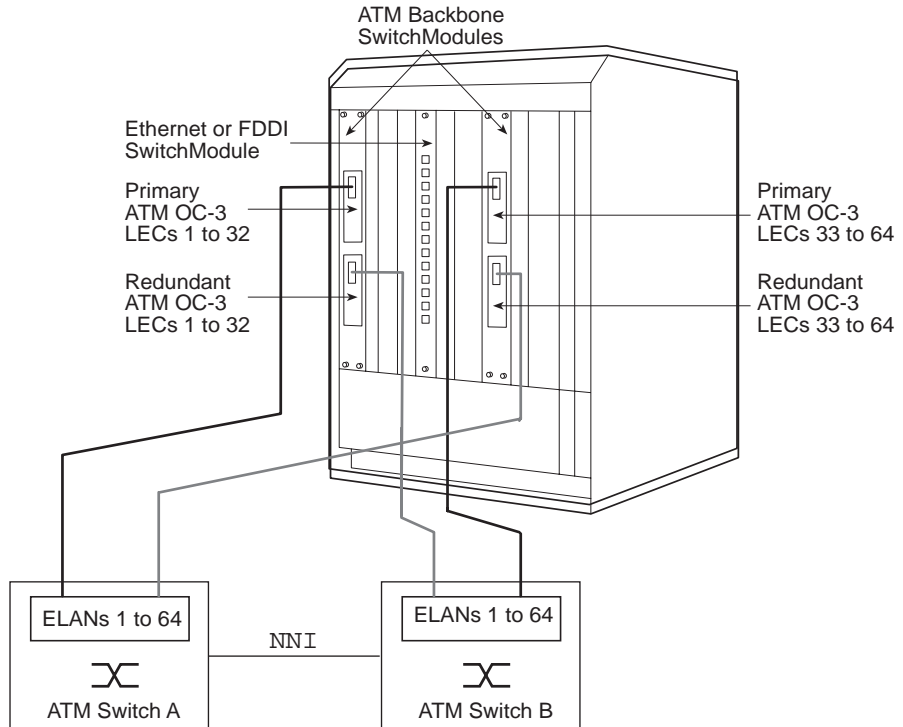 ATM Backbone
SwitchModules
Ethernet or FDDI
SwitchModule
Primary
ATM OC-3
LECs 1 to 32
Redundant
ATM OC-3
LECs 1 to 32
Primary
ATM OC-3
LECs 33 to 64
Redundant
ATM OC-3
LECs 33 to 64
ELANs 1 to 64
ATM Switch A
NNI
ELANs 1 to 64
ATM Switch B